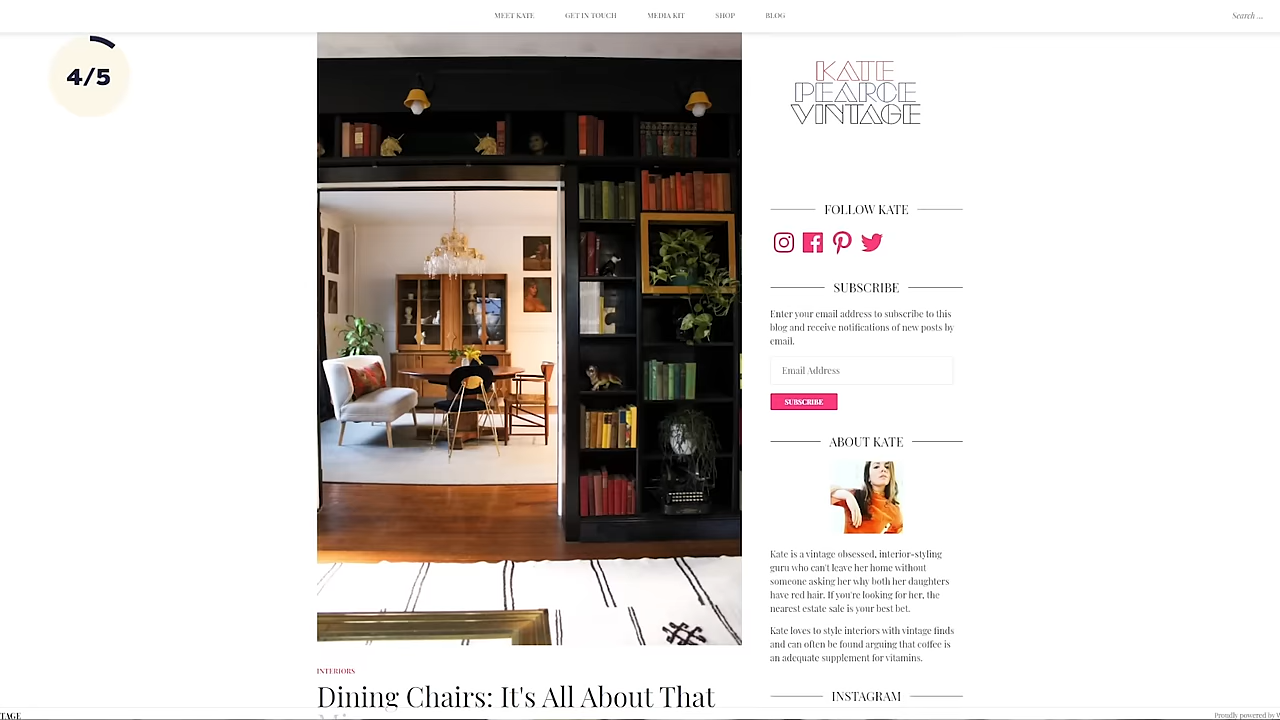 MEET KATE
GET IN TOUCH
MEDIA KIT
SHOP
BLOG
Search ...
4/5
KATE
PEARCE
VINTAGE
FOLLOW KATE
SUBSCRIBE
Enter your email address to subscribe to this
blog and receive notifications of new posts by
email.
Email Address
SUBSCRIBE
ABOUT KATE
Kate is a vintage obsessed, interior-styling
guru who can't leave her home without
someone asking her why both her daughters
have red hair. If you're looking for her, the
nearest estate sale is your best bet.
Kate loves to style interiors with vintage finds
and can often be found arguing that coffee is
an adequate supplement for vitamins.
INSTAGRAM
INTERIORS
Dining Chairs: It's All About That
TAGE
Proudly powered by W